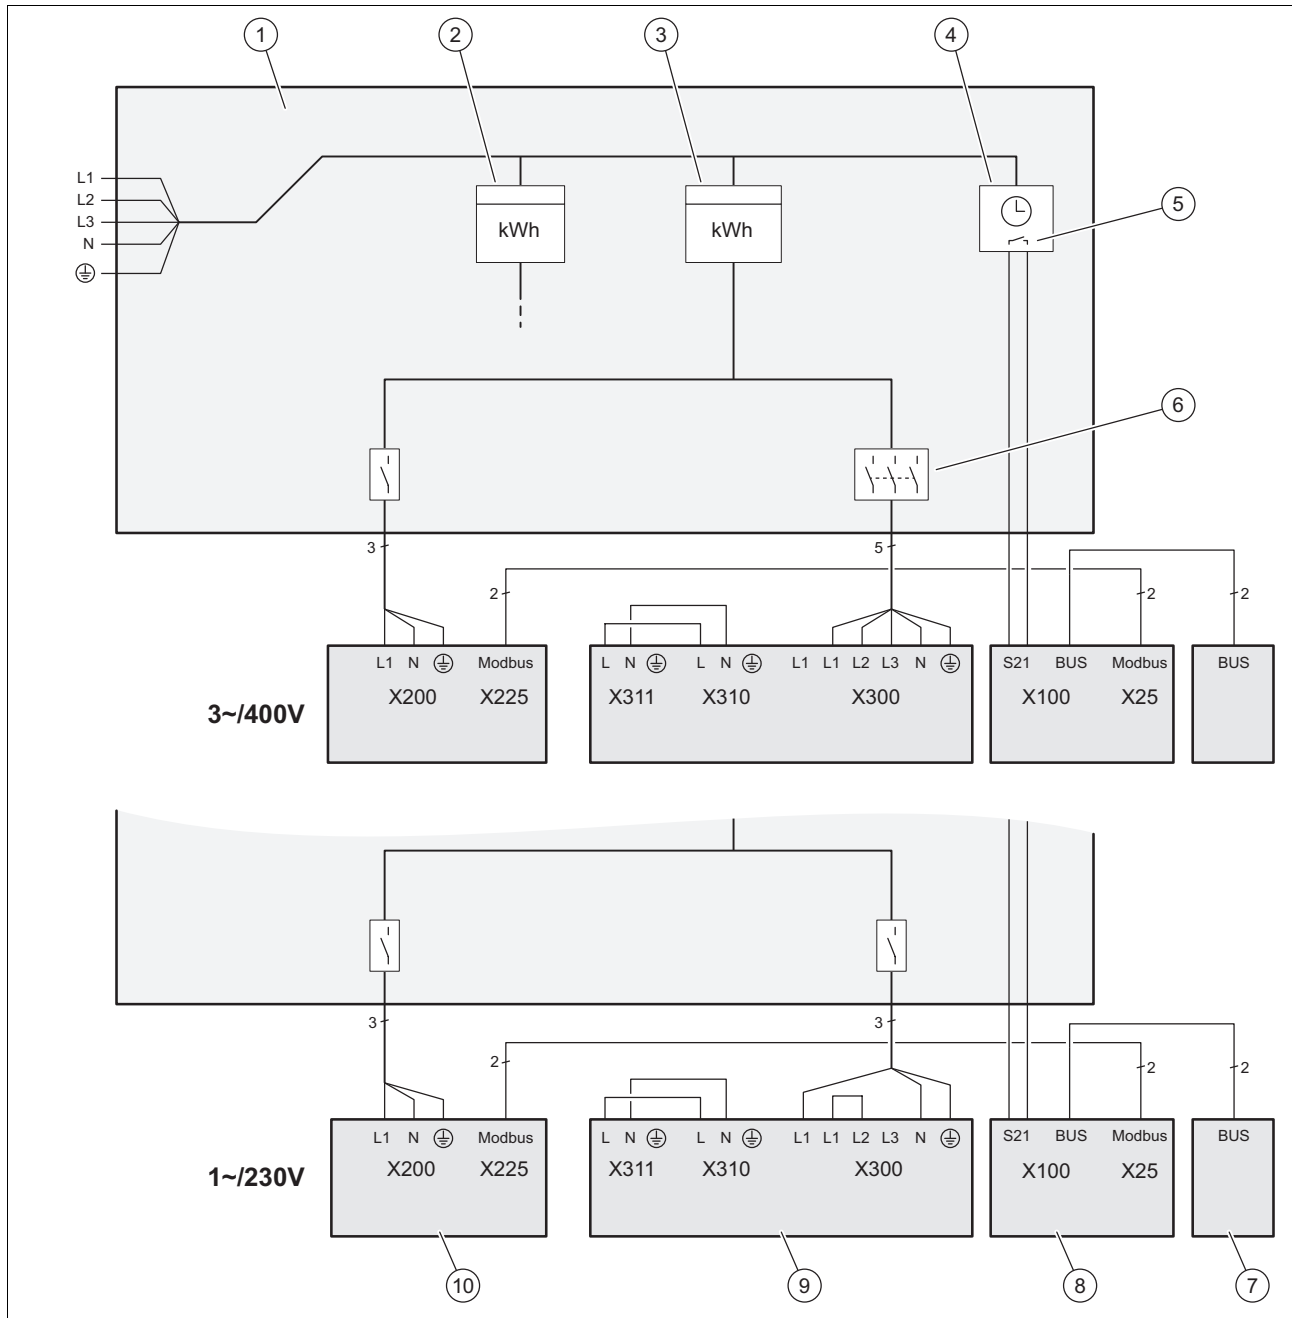 1 2 3 4
L1
L2
L3
N
kWh kWh
5
6
3 5
2 2 2
L1 N Modbus L N L N L1 L1 L2 L3 N S21 BUS Modbus BUS
X200 X225 X311 X310 X300 X100 X25
3~/400V
3 3
2 2 2
L1 N Modbus L N L N L1 L1 L2 L3 N S21 BUS Modbus BUS
X200 X225 X311 X310 X300 X100 X25
1~/230V
10 9 8 7